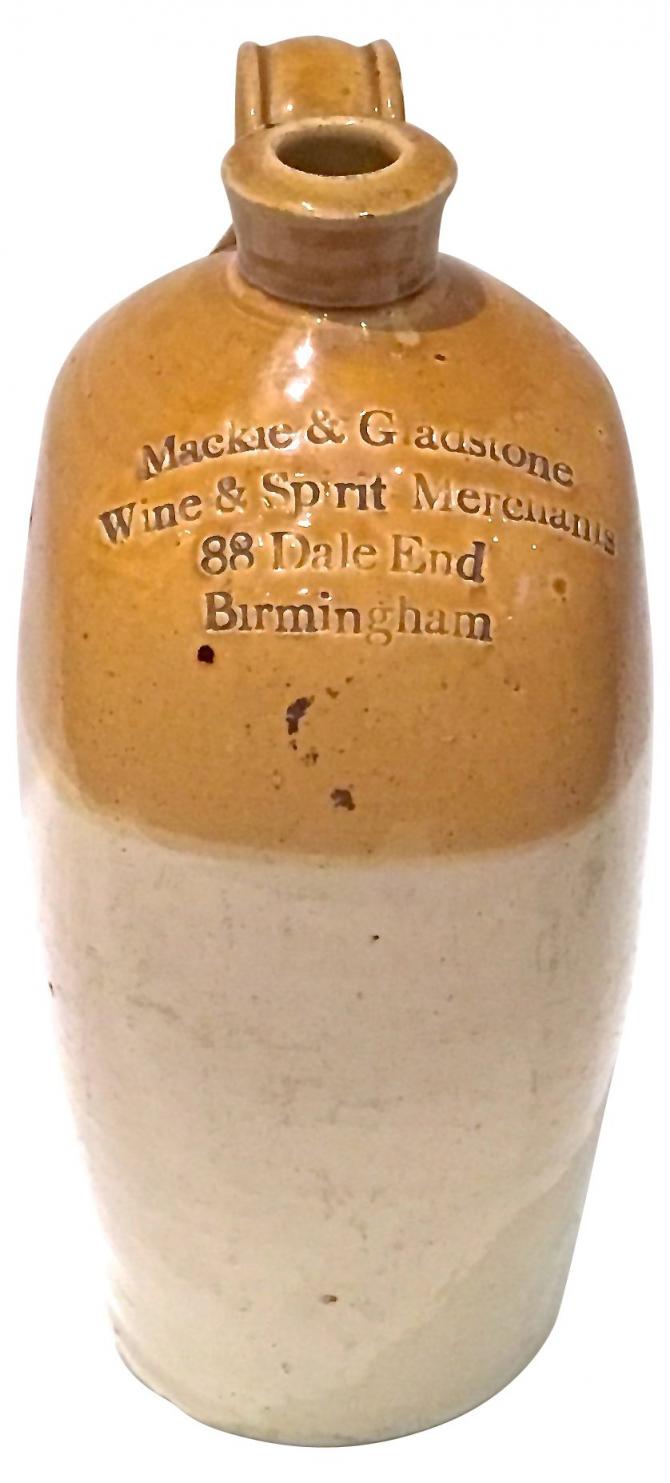 Mackie & Gladstone
Wine & Spirit Merchants
88 Dale End
Birmingham